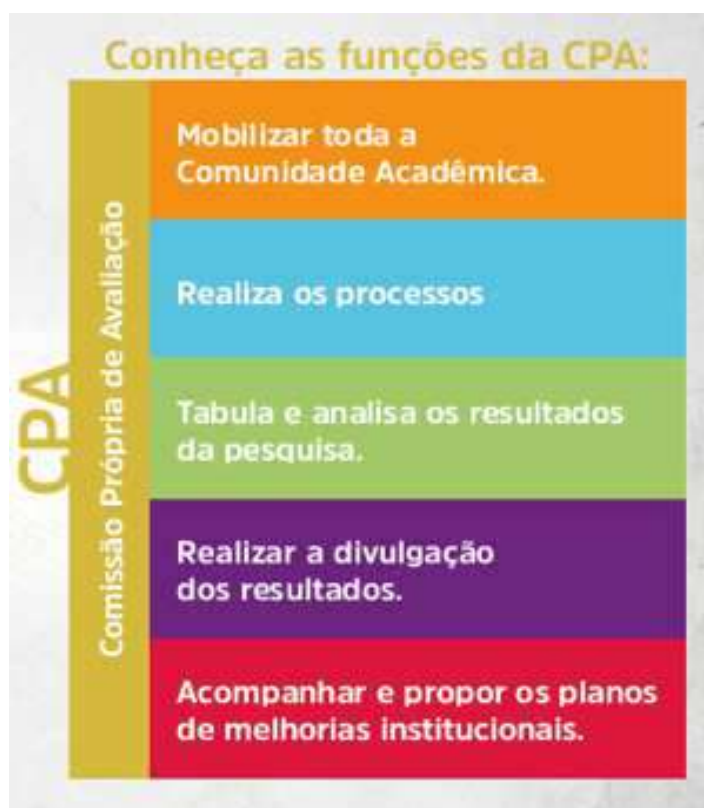 Conheça as funções da CPA:
CPA
Comissão Própria de Avaliação
Mobilizar toda a
Comunidade Acadêmica.
Realiza os processos
Tabula e analisa os resultados
da pesquisa.
Realizar a divulgação
dos resultados.
Acompanhar e propor os planos
de melhorias institucionais.